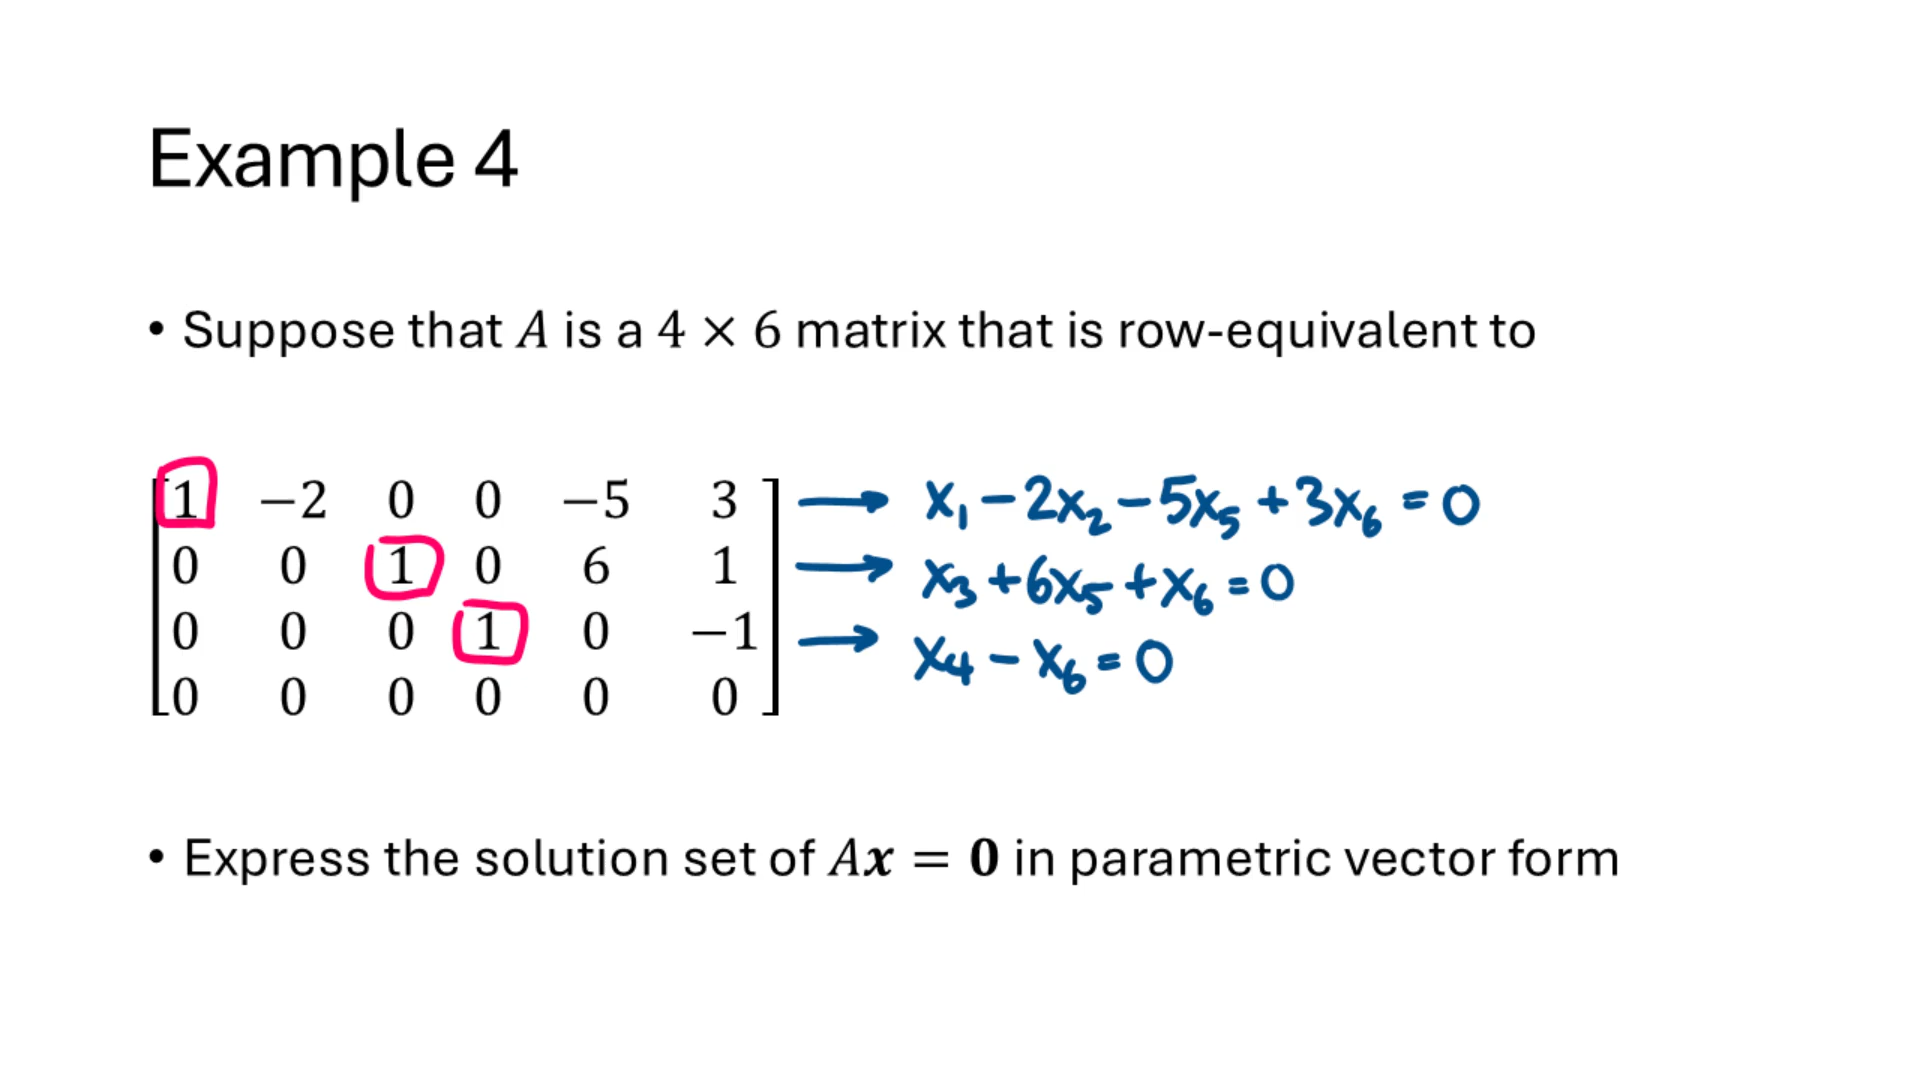 Example 4
• Suppose that A is a 4 × 6 matrix that is row-equivalent to
1 −2 0 0 −5 3 → x₁ − 2x₂ − 5x₅ + 3x₆ = 0
0 0 1 0 6 1 → x₃ + 6x₅ + x₆ = 0
0 0 0 1 0 −1 → x₄ − x₆ = 0
0 0 0 0 0 0
• Express the solution set of Ax = 0 in parametric vector form